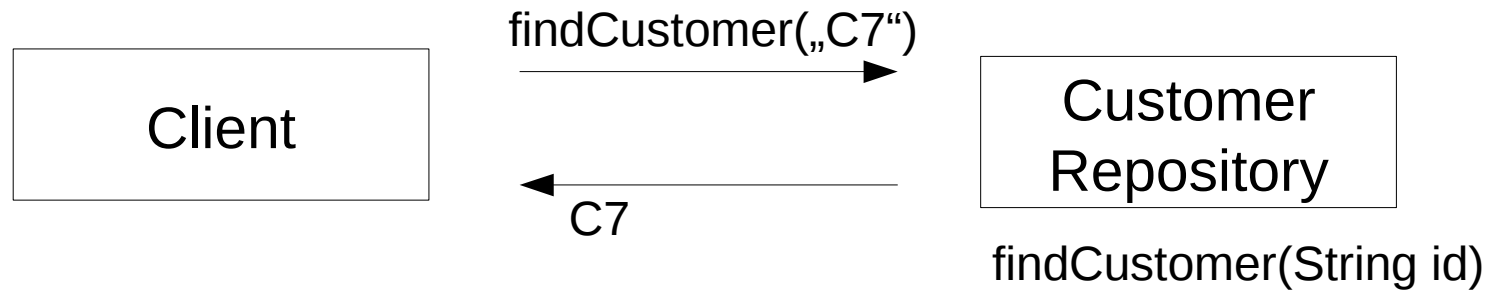 findCustomer(„C7“)
Client
Customer
Repository
C7
findCustomer(String id)